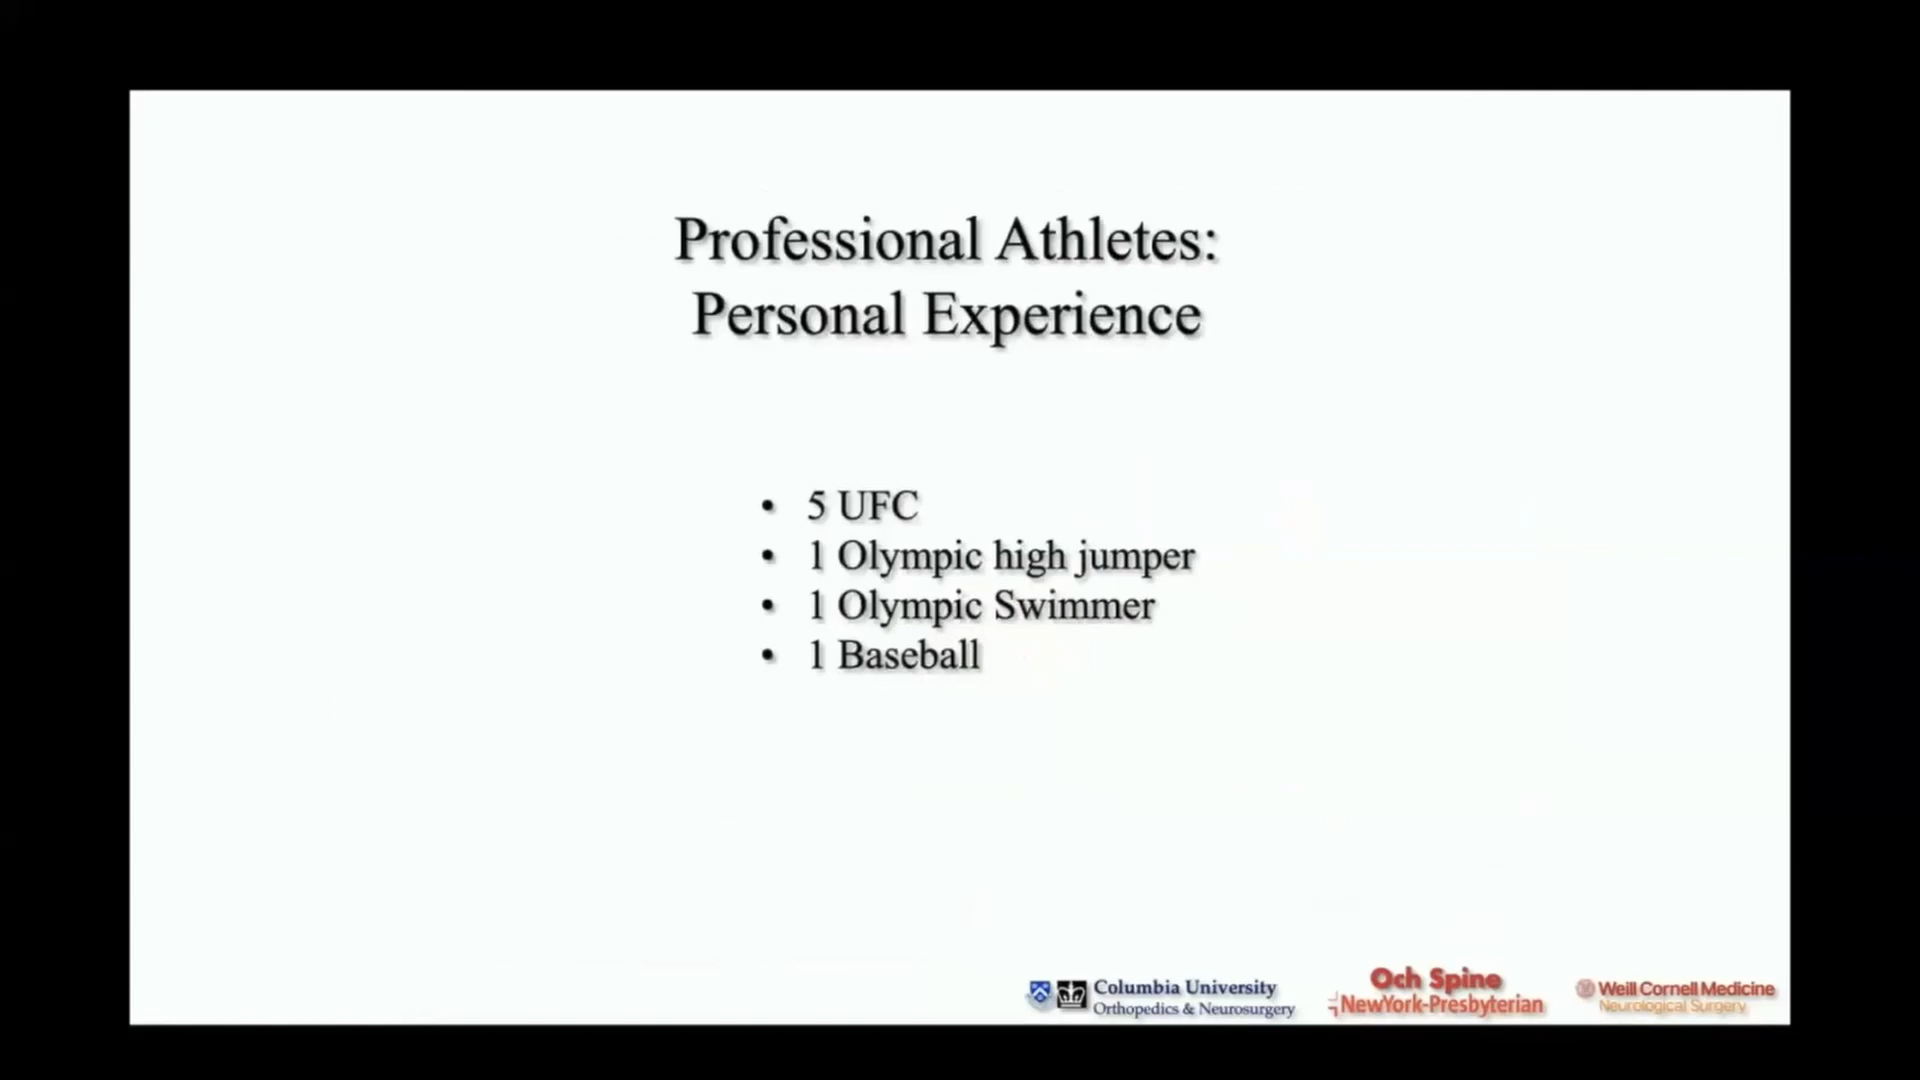 Professional Athletes:
Personal Experience
• 5 UFC
• 1 Olympic high jumper
• 1 Olympic Swimmer
• 1 Baseball
Columbia University
Orthopedics & Neurosurgery
Och Spine
NewYork-Presbyterian
Weill Cornell Medicine
Neurological Surgery